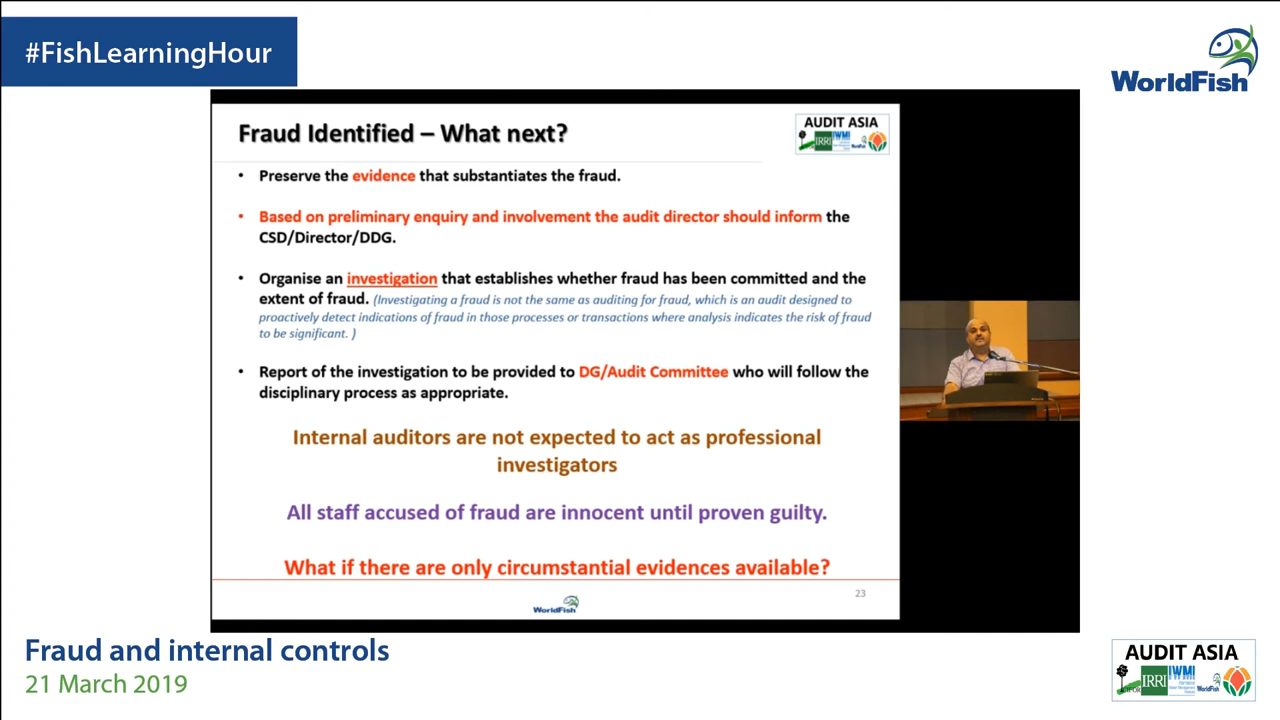 #FishLearningHour
WorldFish
Fraud Identified – What next?
AUDIT ASIA
IRRI IWMI
WorldFish
• Preserve the evidence that substantiates the fraud.
• Based on preliminary enquiry and involvement the audit director should inform the
CSD/Director/DDG.
• Organise an investigation that establishes whether fraud has been committed and the
extent of fraud. (Investigating a fraud is not the same as auditing for fraud, which is an audit designed to
proactively detect indications of fraud in those processes or transactions where analysis indicates the risk of fraud
to be significant. )
• Report of the investigation to be provided to DG/Audit Committee who will follow the
disciplinary process as appropriate.
Internal auditors are not expected to act as professional
investigators
All staff accused of fraud are innocent until proven guilty.
What if there are only circumstantial evidences available?
23
WorldFish
Fraud and internal controls
21 March 2019
AUDIT ASIA
IRRI IWMI
WorldFish